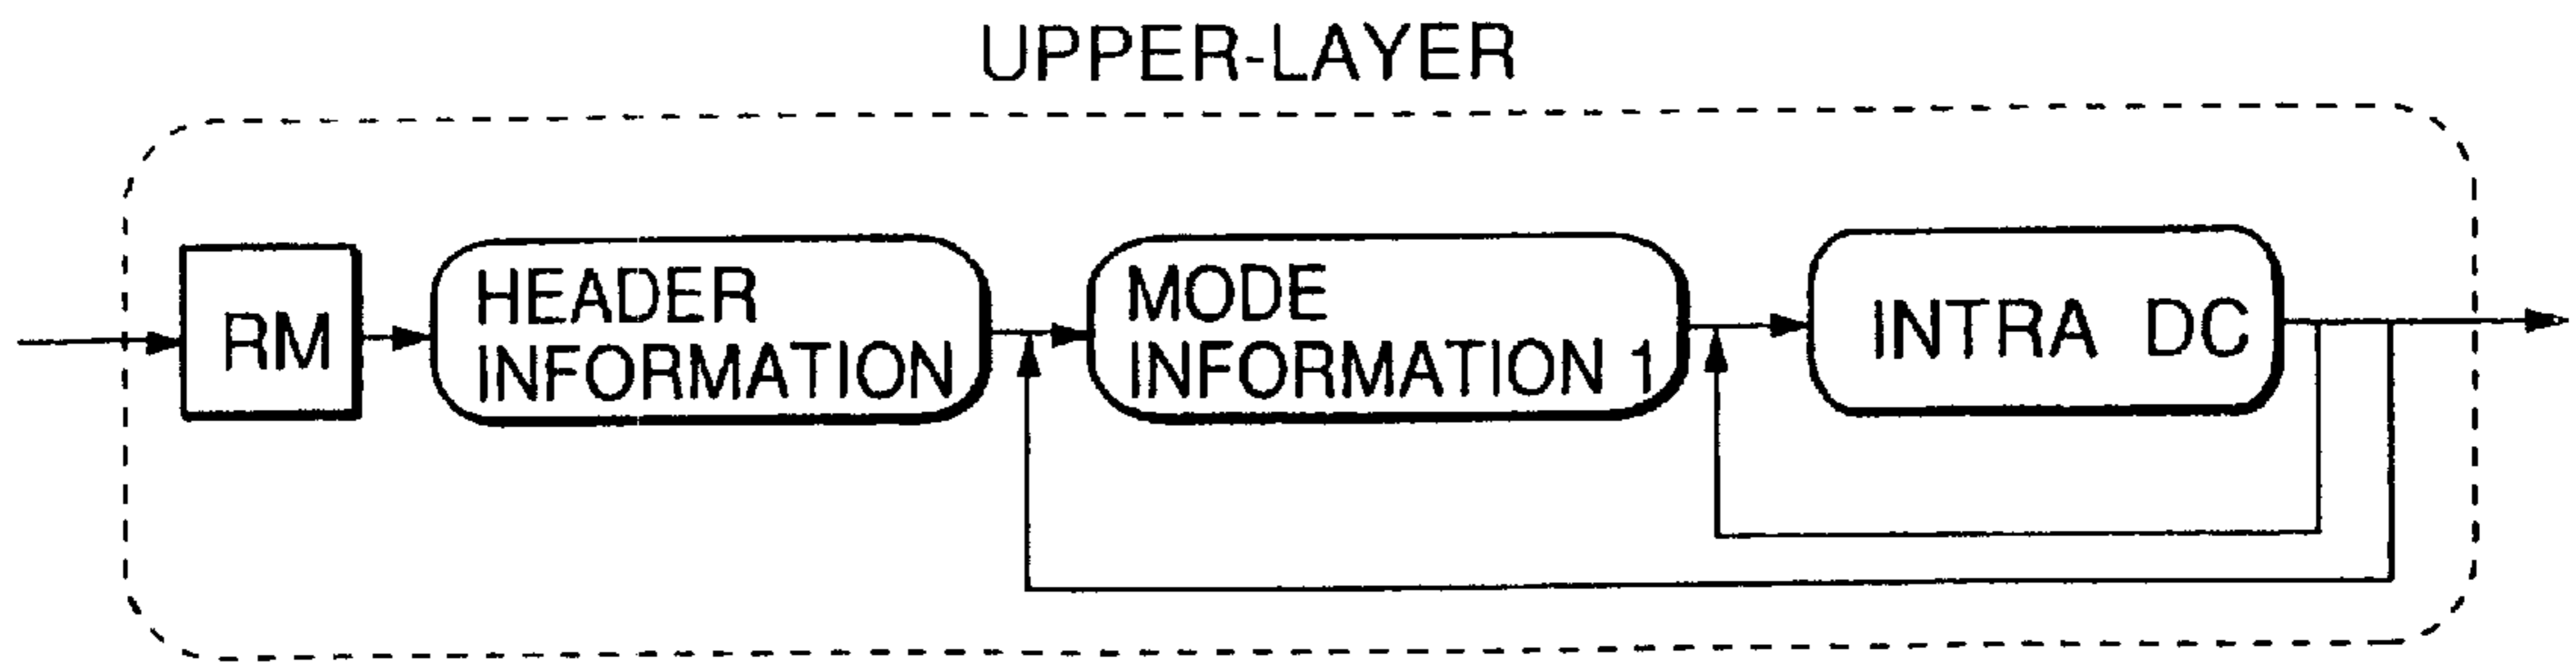 UPPER-LAYER
RM
HEADER
INFORMATION
MODE
INFORMATION 1
INTRA DC